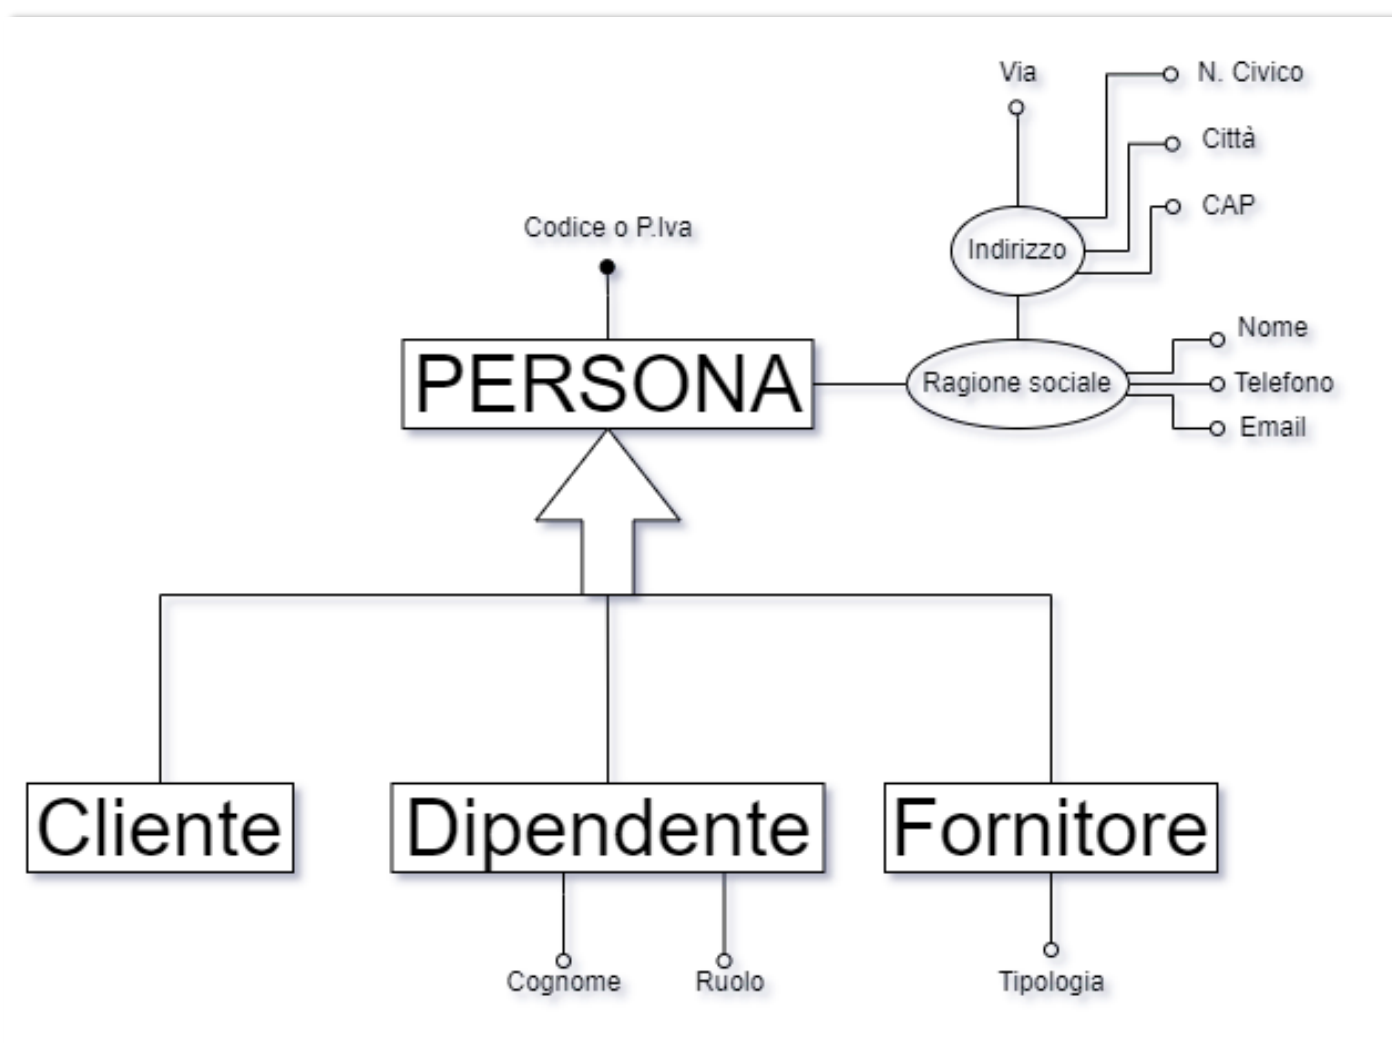 Via
N. Civico
Città
CAP
Codice o P.Iva
Indirizzo
Nome
PERSONA
Ragione sociale
Telefono
Email
Cliente
Dipendente
Fornitore
Cognome
Ruolo
Tipologia